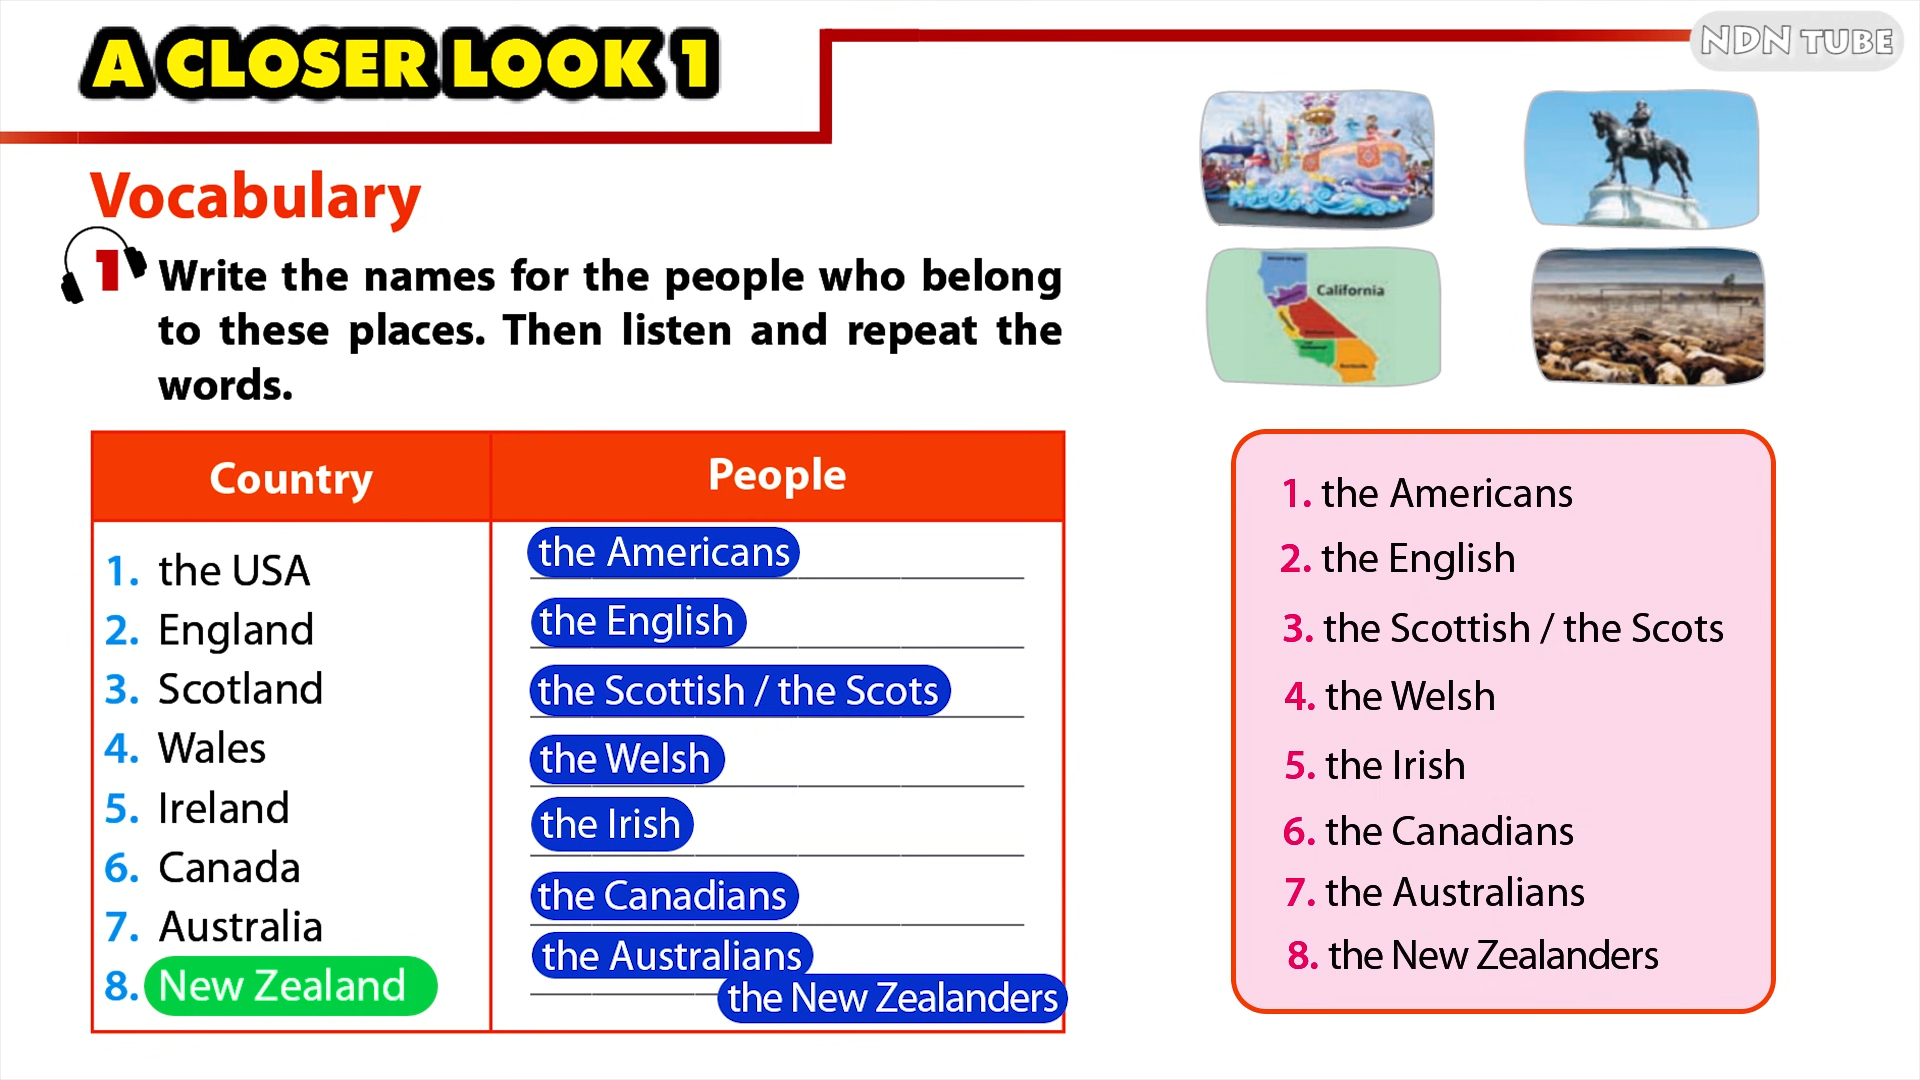 A CLOSER LOOK 1
NDN TUBE
Vocabulary
1 Write the names for the people who belong
to these places. Then listen and repeat the
words.
California
Country
People
1. the USA
2. England
3. Scotland
4. Wales
5. Ireland
6. Canada
7. Australia
8. New Zealand
the Americans
the English
the Scottish / the Scots
the Welsh
the Irish
the Canadians
the Australians
the New Zealanders
1. the Americans
2. the English
3. the Scottish / the Scots
4. the Welsh
5. the Irish
6. the Canadians
7. the Australians
8. the New Zealanders